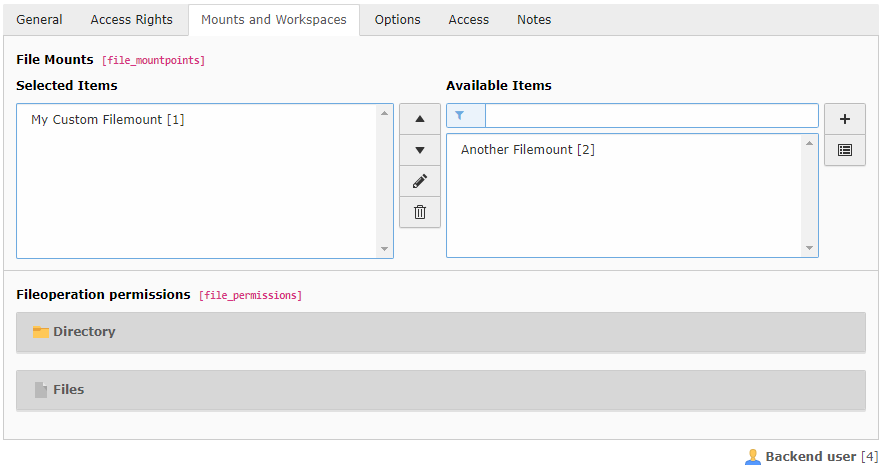 General Access Rights Mounts and Workspaces Options Access Notes
File Mounts [file_mountpoints]
Selected Items
My Custom Filemount [1]
Available Items
Another Filemount [2]
Fileoperation permissions [file_permissions]
Directory
Files
Backend user [4]